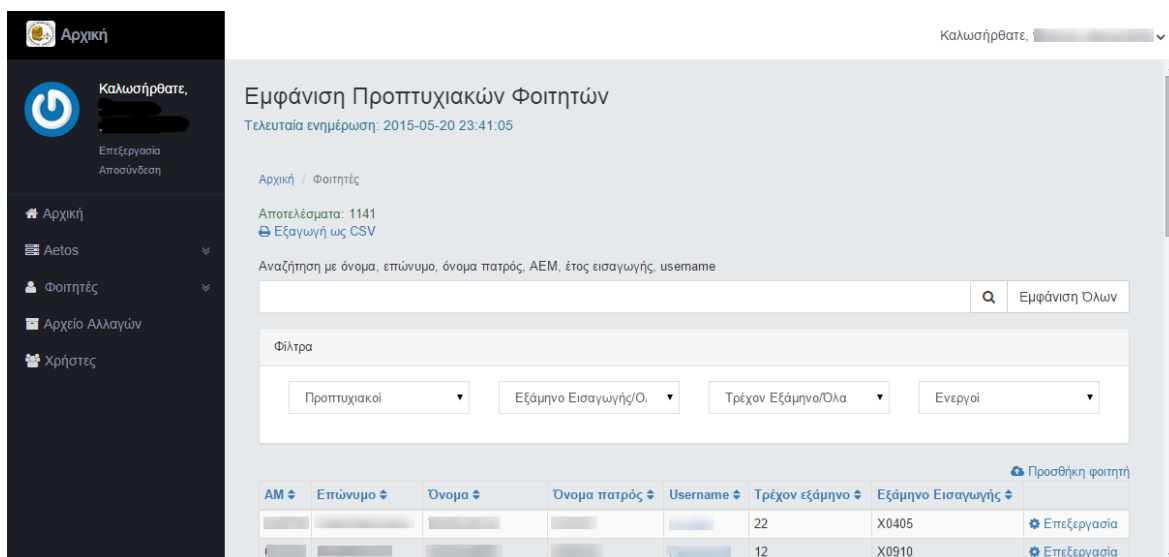 Αρχική
Καλωσήρθατε,
Καλωσήρθατε,
Επεξεργασία
Αποσύνδεση
Αρχική
Aetos
Φοιτητές
Αρχείο Αλλαγών
Χρήστες
Εμφάνιση Προπτυχιακών Φοιτητών
Τελευταία ενημέρωση: 2015-05-20 23:41:05
Αρχική / Φοιτητές
Αποτελέσματα: 1141
Εξαγωγή ως CSV
Αναζήτηση με όνομα, επώνυμο, όνομα πατρός, ΑΕΜ, έτος εισαγωγής, username
Εμφάνιση Όλων
Φίλτρα
Προπτυχιακοί Εξάμηνο Εισαγωγής/Ο Τρέχον Εξάμηνο/Όλα Ενεργοί
Προσθήκη φοιτητή
ΑΜ Επώνυμο Όνομα Όνομα πατρός Username Τρέχον εξάμηνο Εξάμηνο Εισαγωγής
22 Χ0405 Επεξεργασία
12 Χ0910 Επεξεργασία